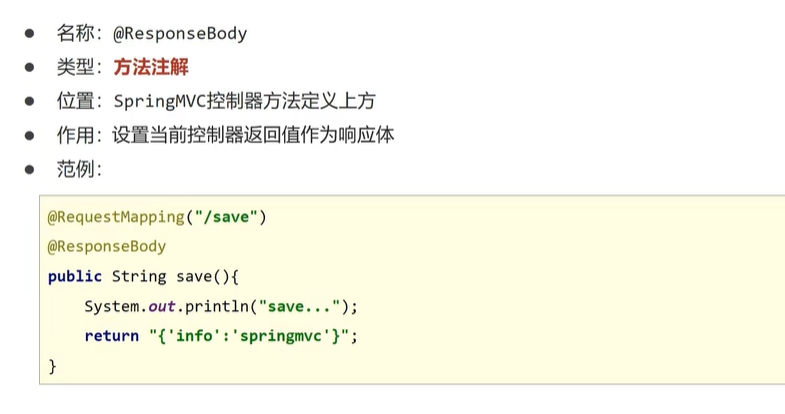 ● 名称：@ResponseBody
● 类型：方法注解
● 位置：SpringMVC控制器方法定义上方
● 作用：设置当前控制器返回值作为响应体
● 范例：
@RequestMapping("/save")
@ResponseBody
public String save(){
    System.out.println("save...");
    return "{'info':'springmvc'}";
}